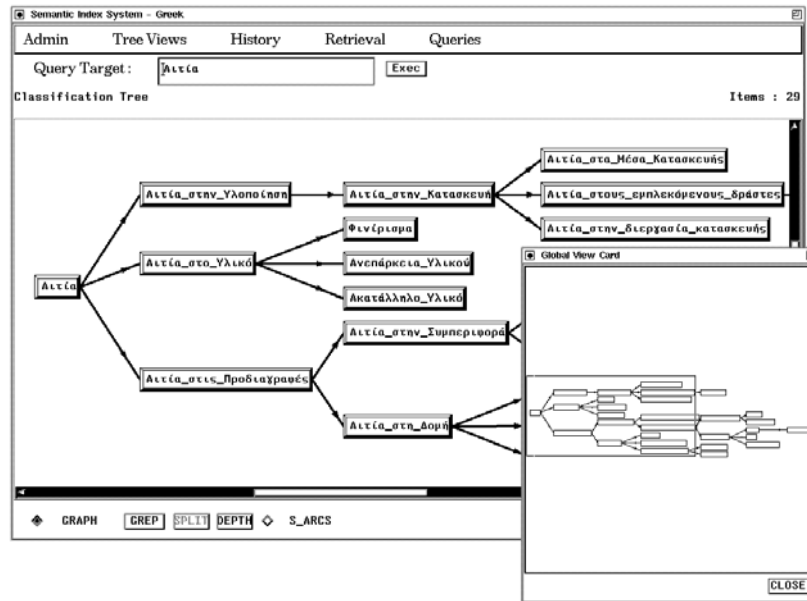 Semantic Index System - Greek
Admin Tree Views History Retrieval Queries
Query Target : Αιτία Exec
Classification Tree Items : 29
Αιτία_στα_Μέσα_Κατασκευής
Αιτία_στην_Υλοποίηση Αιτία_στην_Κατασκευή Αιτία_στους_εμπλεκόμενους_δράστες
Φινίρισμα Αιτία_στην_διεργασία_κατασκευής
Global View Card
Αιτία_στο_Υλικό Ανεπάρκεια_Υλικού
Αιτία
Ακατάλληλο_Υλικό
Αιτία_στην_Συμπεριφορά
Αιτία_στις_Προδιαγραφές
Αιτία_στη_Δομή
GRAPH GREP SPLIT DEPTH S_ARCS
CLOSE